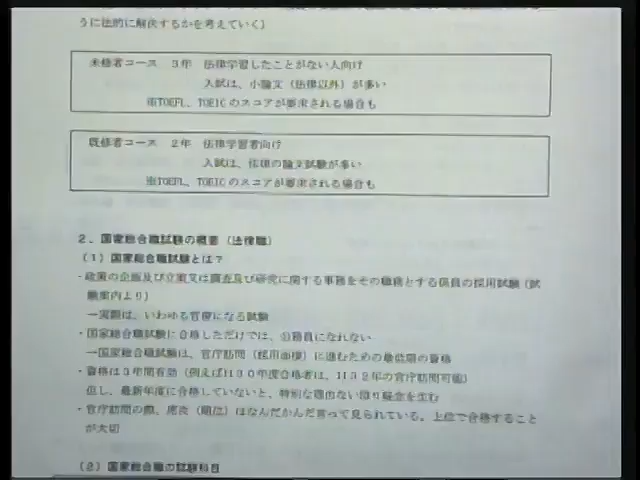 うに法的に解決するかを考えていく）
未修者コース　３年　法律学習したことがない人向け
入試は、小論文（法律以外）が多い
※TOEFL、TOEICのスコアが要求される場合も
既修者コース　２年　法律学習者向け
入試は、法律の論文試験が多い
※TOEFL、TOEICのスコアが要求される場合も
２．国家総合職試験の概要（法律職）
（１）国家総合職試験とは？
・政策の企画及び立案又は調査及び研究に関する事務をその職務とする係員の採用試験（試
験案内より）
→実際は、いわゆる官僚になる試験
・国家総合職試験に合格しただけでは、公務員になれない
→国家総合職試験は、官庁訪問（採用面接）に進むための最低限の資格
・資格は３年間有効（例えばH３０年度合格者は、H３２年の官庁訪問可能）
但し、最新年度に合格していないと、特別な理由ない限り疑念を生む
・官庁訪問の際、席次（順位）はなんだかんだ言って見られている。上位で合格すること
が大切
（２）国家総合職の試験科目